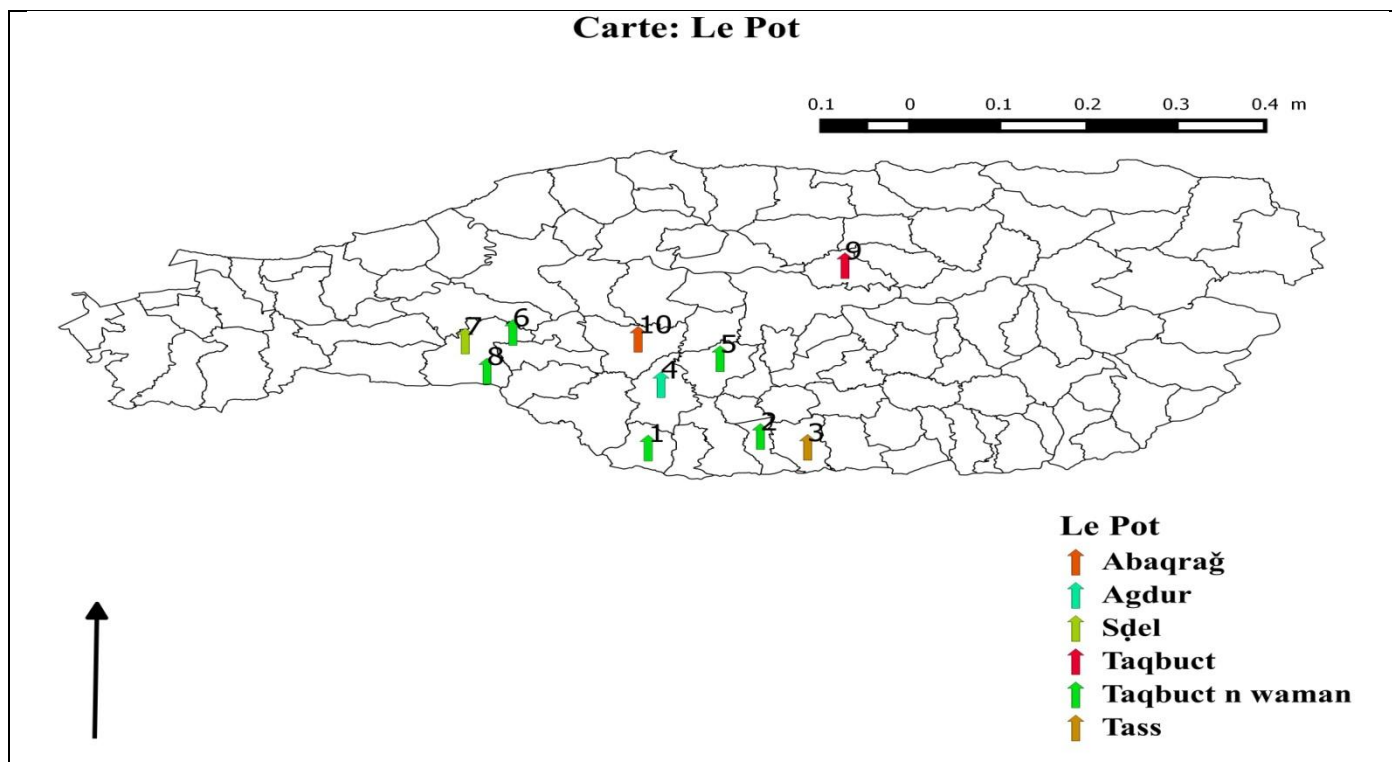 Carte: Le Pot
0.1 0 0.1 0.2 0.3 0.4 m
9
6
7
10
5
8
4
2
1
3
Le Pot
Abaqrağ
Agdur
Sḍel
Taqbuct
Taqbuct n waman
Tass